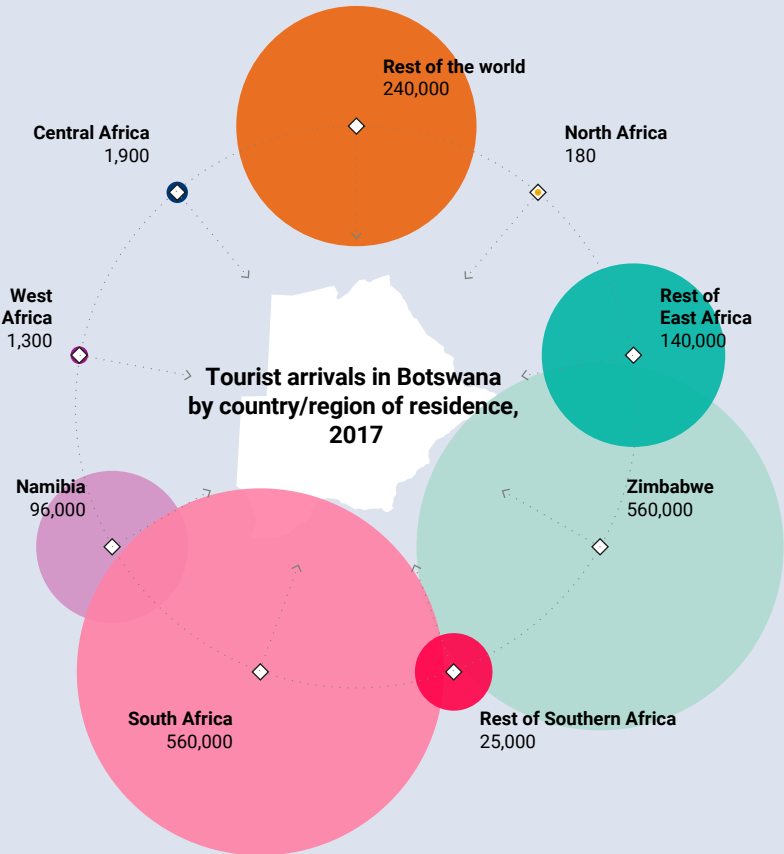 Rest of the world
240,000
Central Africa
1,900
North Africa
180
West
Africa
1,300
Rest of
East Africa
140,000
Tourist arrivals in Botswana
by country/region of residence,
2017
Namibia
96,000
Zimbabwe
560,000
South Africa
560,000
Rest of Southern Africa
25,000